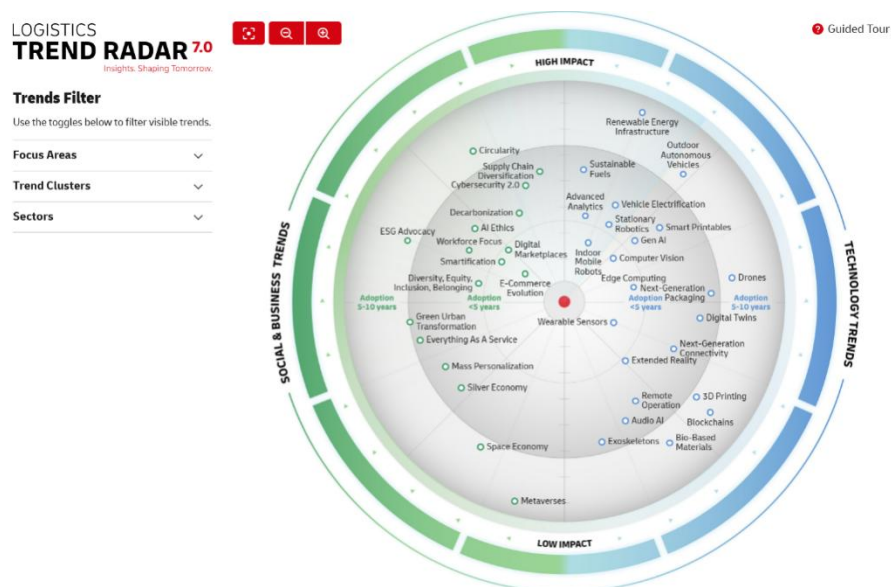 LOGISTICS
TREND RADAR 7.0
Insights. Shaping Tomorrow.
Guided Tour
Trends Filter
Use the toggles below to filter visible trends.
Focus Areas
Trend Clusters
Sectors
HIGH IMPACT
SOCIAL & BUSINESS TRENDS
TECHNOLOGY TRENDS
LOW IMPACT
Renewable Energy
Infrastructure
Outdoor
Autonomous
Vehicles
Circularity
Supply Chain
Diversification
Cybersecurity 2.0
Sustainable
Fuels
Advanced
Analytics
Vehicle Electrification
Decarbonization
AI Ethics
Stationary
Robotics
Smart Printables
ESG Advocacy
Workforce Focus
Digital
Marketplaces
Gen AI
Smartification
Indoor
Mobile
Robots
Computer Vision
Diversity, Equity,
Inclusion, Belonging
E-Commerce
Evolution
Edge Computing
Next-Generation
Packaging
Drones
Adoption
5-10 years
Adoption
<5 years
Adoption
<5 years
Adoption
5-10 years
Green Urban
Transformation
Wearable Sensors
Digital Twins
Everything As A Service
Next-Generation
Connectivity
Mass Personalization
Extended Reality
Silver Economy
Remote
Operation
3D Printing
Audio AI
Blockchains
Space Economy
Exoskeletons
Bio-Based
Materials
Metaverses